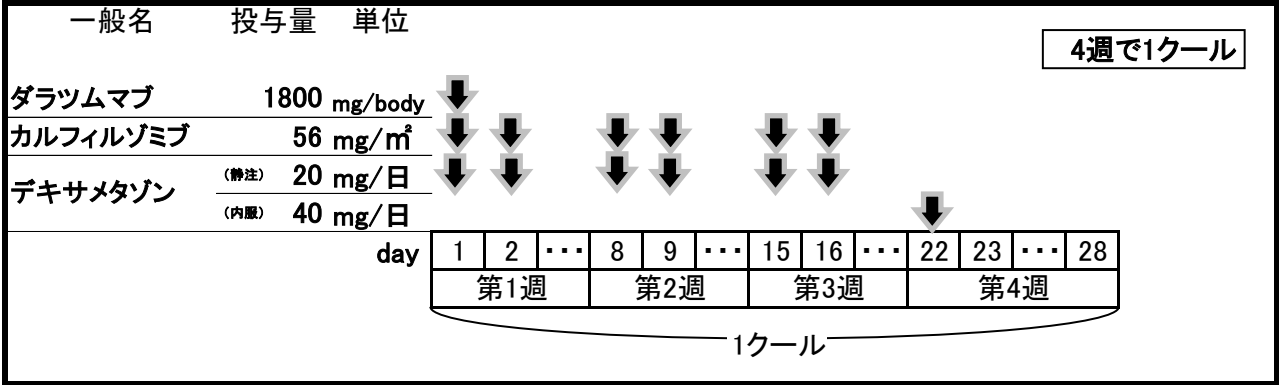 一般名 投与量 単位
4週で1クール
ダラツムマブ 1800 mg/body
カルフィルゾミブ 56 mg/㎡
デキサメタゾン
（静注） 20 mg/日
（内服） 40 mg/日
day 1 2 ・・・ 8 9 ・・・ 15 16 ・・・ 22 23 ・・・ 28
第1週 第2週 第3週 第4週
1クール